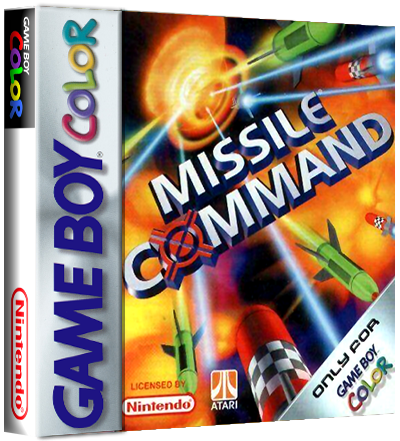 GAME BOY
COLOR
Nintendo
GAME BOY COLOR
MISSILE
COMMAND
LICENSED BY
Nintendo
ATARI
ONLY FOR
GAME BOY
COLOR